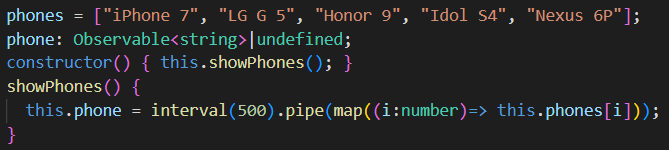 phones = ["iPhone 7", "LG G 5", "Honor 9", "Idol S4", "Nexus 6P"];
phone: Observable<string>|undefined;
constructor() { this.showPhones(); }
showPhones() {
  this.phone = interval(500).pipe(map((i:number)=> this.phones[i]));
}